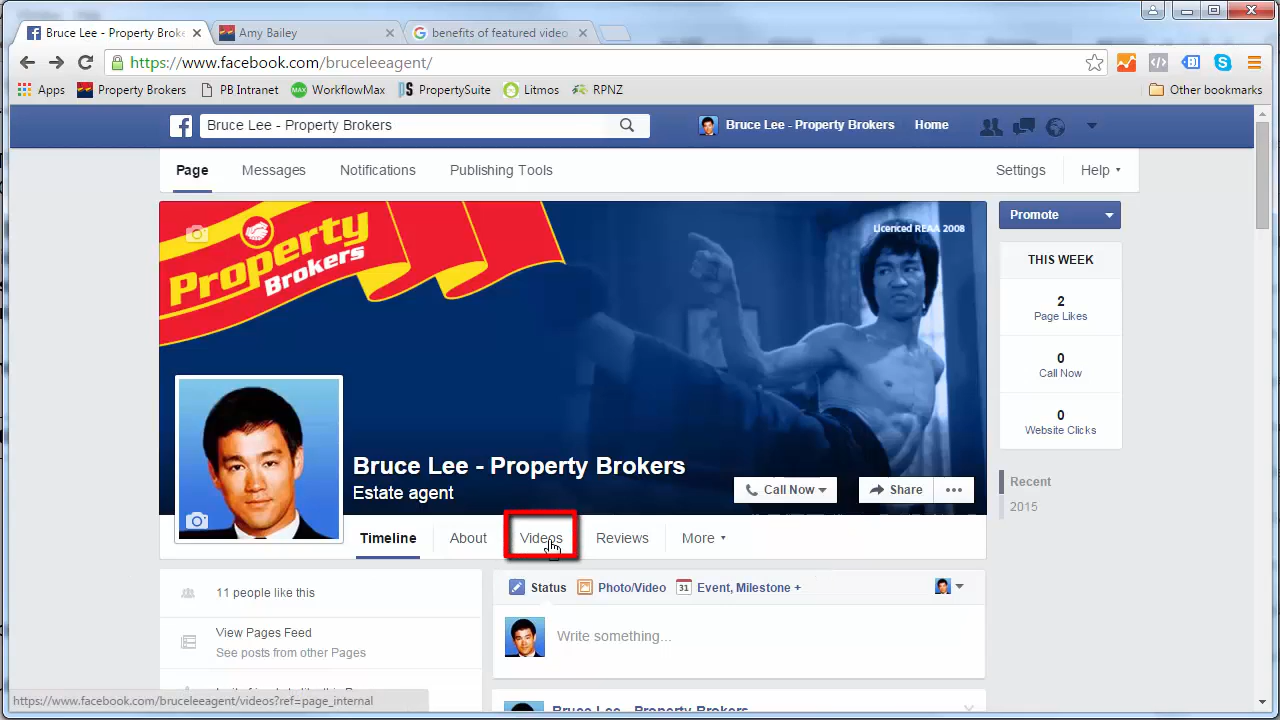 Bruce Lee - Property Broke
Amy Bailey
benefits of featured video
https://www.facebook.com/bruceleeagent/
Apps
Property Brokers
PB Intranet
MAX WorkflowMax
PropertySuite
Litmos
RPNZ
Other bookmarks
Bruce Lee - Property Brokers
Bruce Lee - Property Brokers
Home
Page
Messages
Notifications
Publishing Tools
Settings
Help
Property
Brokers
Licenced REAA 2008
Promote
THIS WEEK
2
Page Likes
0
Call Now
0
Website Clicks
Recent
2015
Bruce Lee - Property Brokers
Estate agent
Call Now
Share
Timeline
About
Videos
Reviews
More
11 people like this
View Pages Feed
See posts from other Pages
Status
Photo/Video
31 Event, Milestone +
Write something...
Bruce Lee - Property Brokers
https://www.facebook.com/bruceleeagent/videos?ref=page_internal